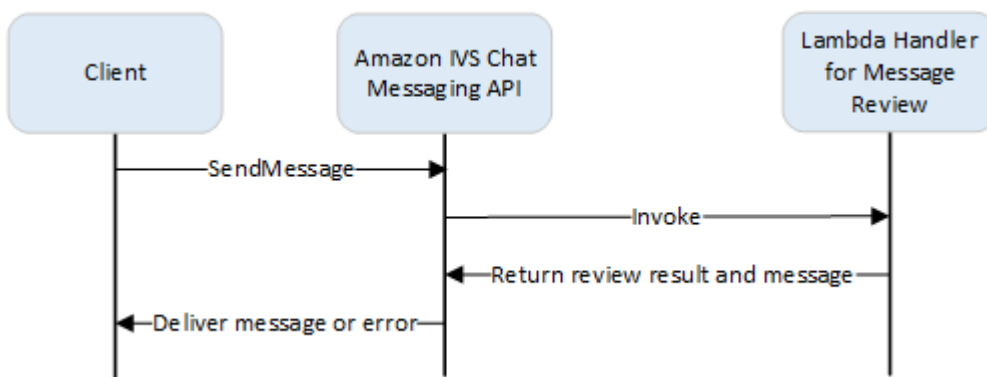 Client
Amazon IVS Chat
Messaging API
Lambda Handler
for Message
Review
SendMessage
Invoke
Return review result and message
Deliver message or error